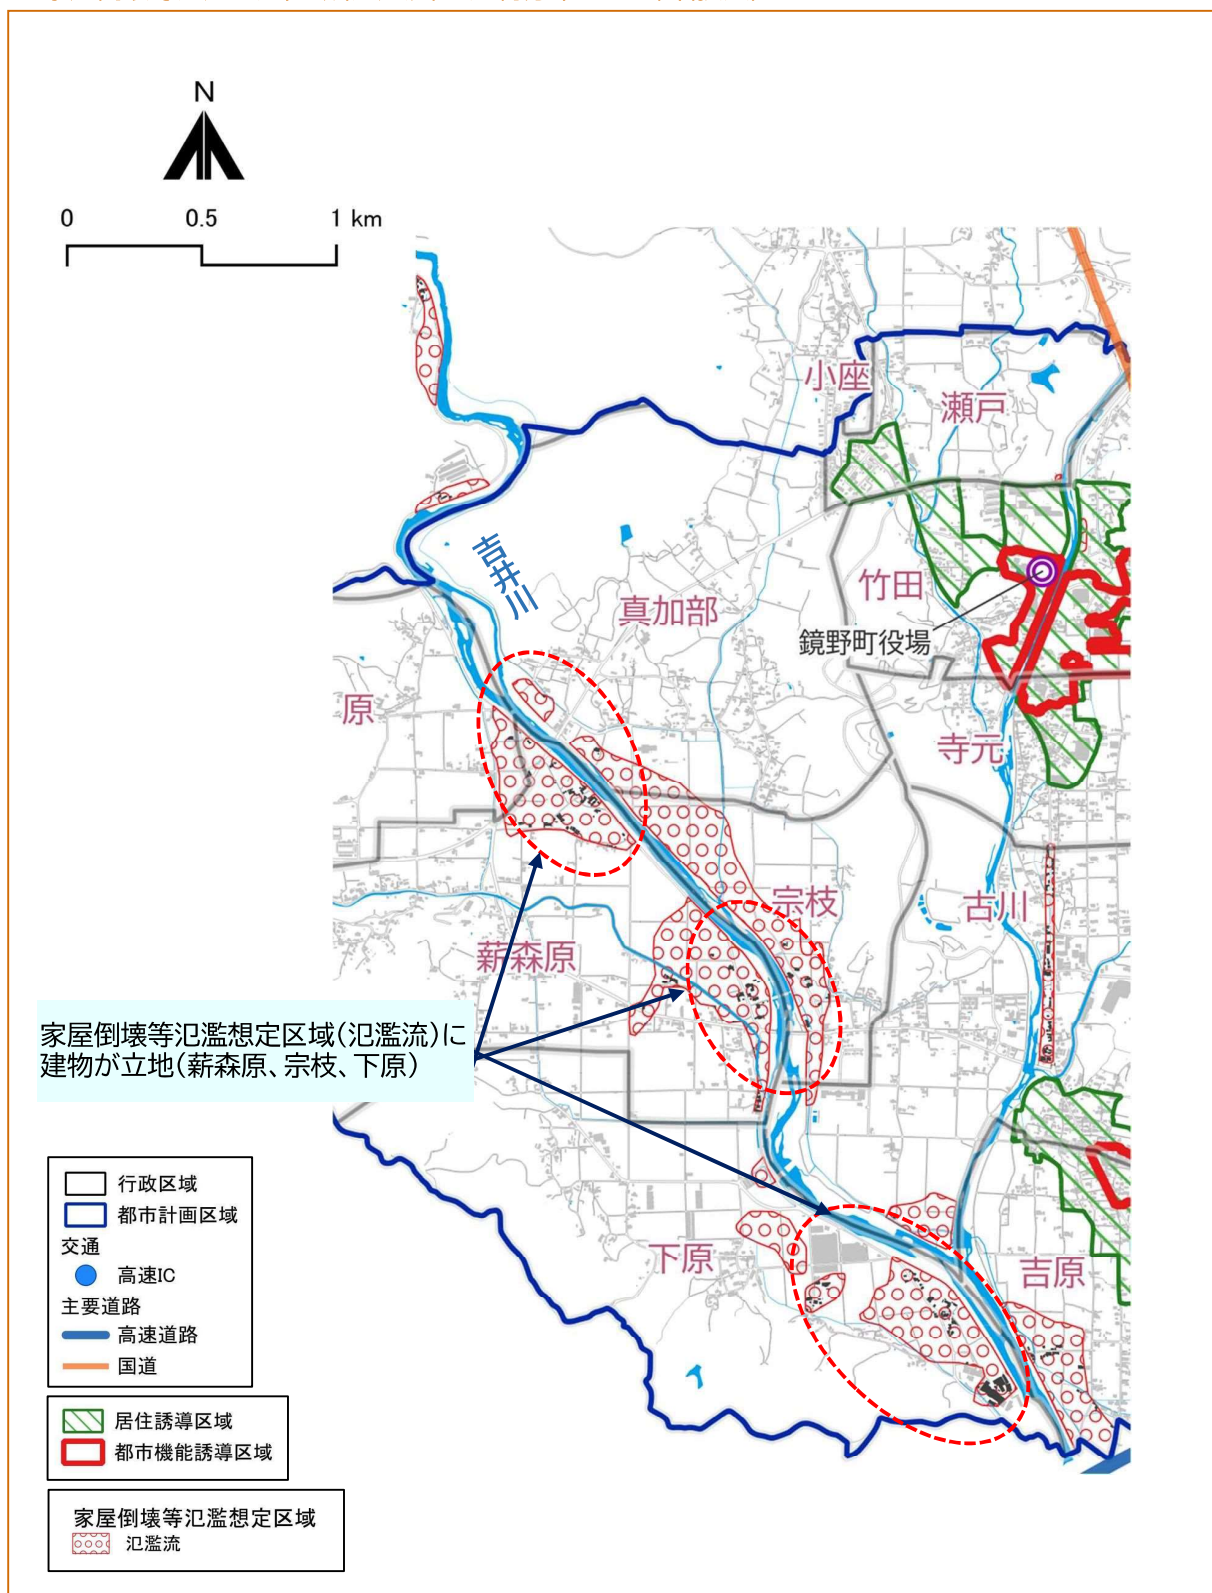 N
0 0.5 1 km
小座
瀬戸
吉井川
竹田
真加部
鏡野町役場
原
寺元
宗枝
古川
薪森原
家屋倒壊等氾濫想定区域(氾濫流)に
建物が立地(薪森原、宗枝、下原)
下原
吉原
行政区域
都市計画区域
交通
高速IC
主要道路
高速道路
国道
居住誘導区域
都市機能誘導区域
家屋倒壊等氾濫想定区域
氾濫流